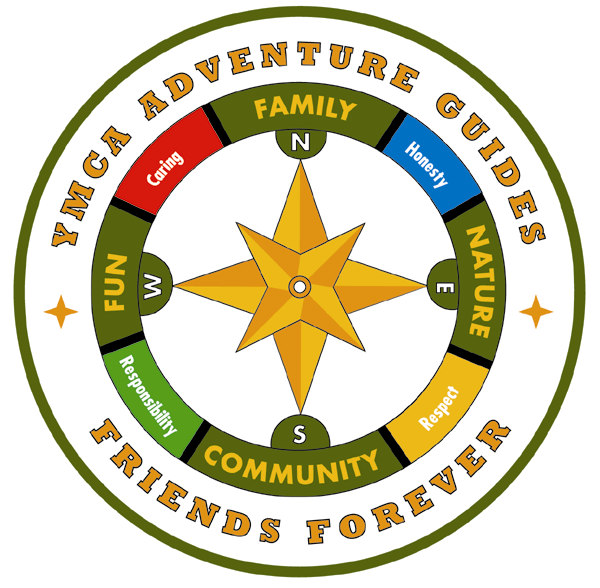 YMCA ADVENTURE GUIDES
FAMILY
Honesty
NATURE
Respect
COMMUNITY
Responsibility
FUN
Caring
N
E
S
W
FRIENDS FOREVER